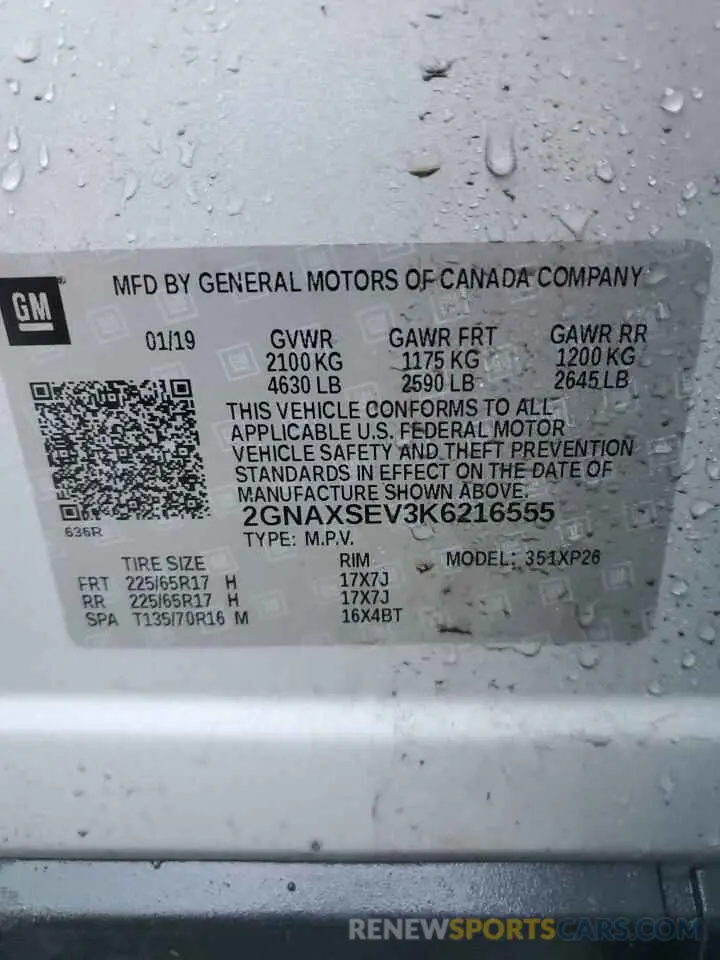 GM
MFD BY GENERAL MOTORS OF CANADA COMPANY
01/19 GVWR GAWR FRT GAWR RR
2100 KG 1175 KG 1200 KG
4630 LB 2590 LB 2645 LB
THIS VEHICLE CONFORMS TO ALL
APPLICABLE U.S. FEDERAL MOTOR
VEHICLE SAFETY AND THEFT PREVENTION
STANDARDS IN EFFECT ON THE DATE OF
MANUFACTURE SHOWN ABOVE.
636R
2GNAXSEV3K6216555
TYPE: M.P.V.
TIRE SIZE RIM MODEL: 351XP26
FRT 225/65R17 H 17X7J
RR 225/65R17 H 17X7J
SPA T135/70R16 M 16X4BT
RENEWSPORTSCARS.COM